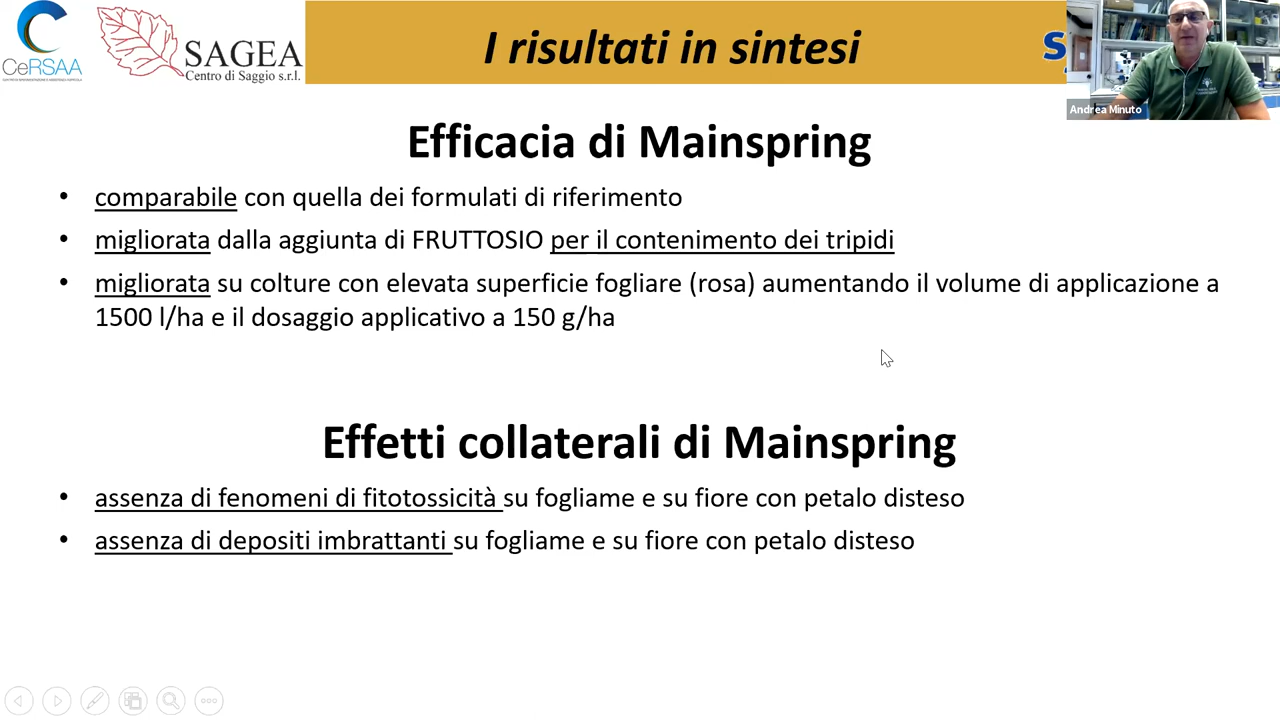 CeRSAA
SAGEA
Centro di Saggio s.r.l.
I risultati in sintesi
S
Andrea Minuto
Efficacia di Mainspring
• comparabile con quella dei formulati di riferimento
• migliorata dalla aggiunta di FRUTTOSIO per il contenimento dei tripidi
• migliorata su colture con elevata superficie fogliare (rosa) aumentando il volume di applicazione a
1500 l/ha e il dosaggio applicativo a 150 g/ha
Effetti collaterali di Mainspring
• assenza di fenomeni di fitotossicità su fogliame e su fiore con petalo disteso
• assenza di depositi imbrattanti su fogliame e su fiore con petalo disteso